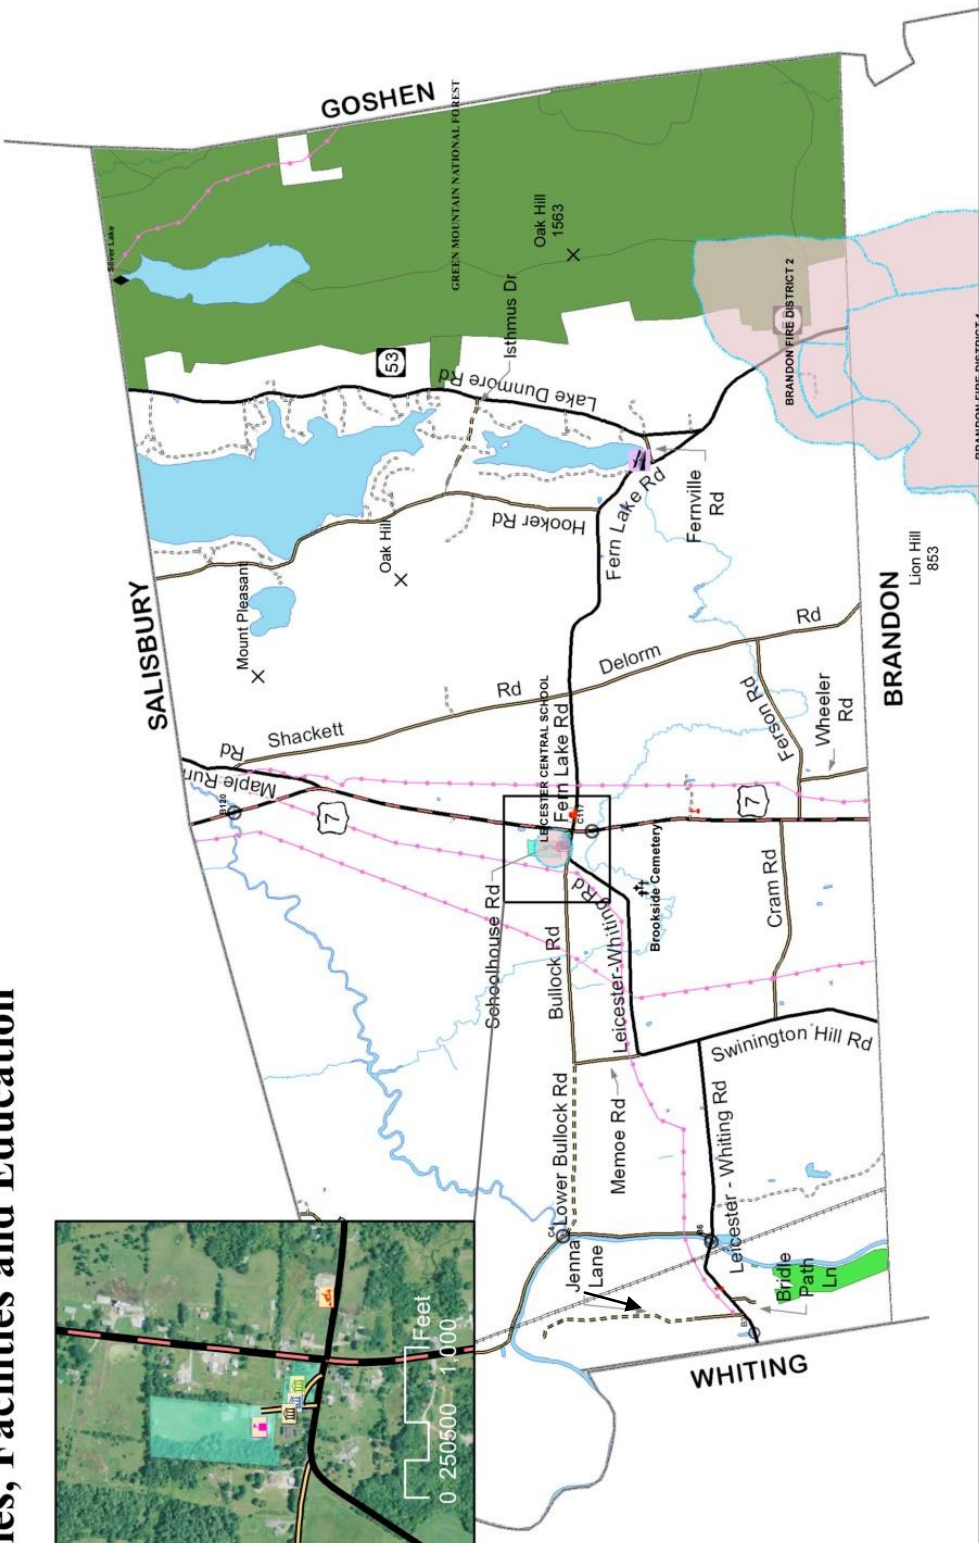 ies, Facilities and Education
GOSHEN
GREEN MOUNTAIN NATIONAL FOREST
Silver Lake
Oak Hill
1563
Isthmus Dr
53
Lake Dunmore Rd
BRANDON FIRE DISTRICT 2
SALISBURY
Mount Pleasant
Oak Hill
Hooker Rd
Fern Lake Rd
Fernville
Rd
Lion Hill
853
BRANDON
Shackett
Rd
Delorm
Rd
Ferson Rd
Wheeler
Rd
Maple Run
Rd
B120
7
LEICESTER CENTRAL SCHOOL
Fern Lake Rd
C117
7
Schoolhouse Rd
Bullock Rd
Leicester-Whiting Rd
Brookside Cemetery
Cram Rd
Swinington Hill Rd
Lower Bullock Rd
Memoe Rd
Leicester - Whiting Rd
Jenna
Lane
Bridle
Path
Ln
WHITING
0 250500 1,000
Feet